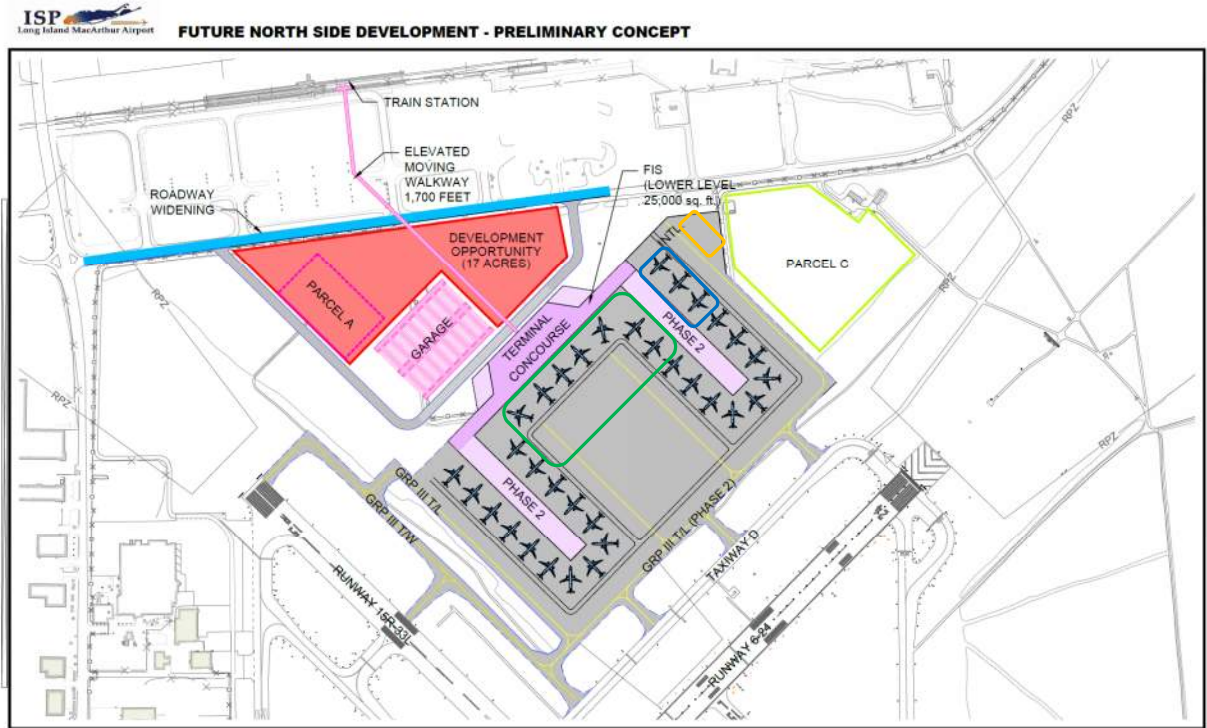 ISP
Long Island MacArthur Airport
FUTURE NORTH SIDE DEVELOPMENT - PRELIMINARY CONCEPT
TRAIN STATION
ELEVATED
MOVING
WALKWAY
1,700 FEET
FIS
(LOWER LEVEL
25,000 sq. ft.)
ROADWAY
WIDENING
RPZ
RPZ
RPZ
RPZ
RPZ
DEVELOPMENT
OPPORTUNITY
(17 ACRES)
PARCEL A
GARAGE
TERMINAL
CONCOURSE
INTL
PARCEL C
PHASE 2
PHASE 2
GRP III T/L
GRP III T/W
GRP III T/L (PHASE 2)
TAXIWAY D
RUNWAY 15R-33L
RUNWAY 6-24